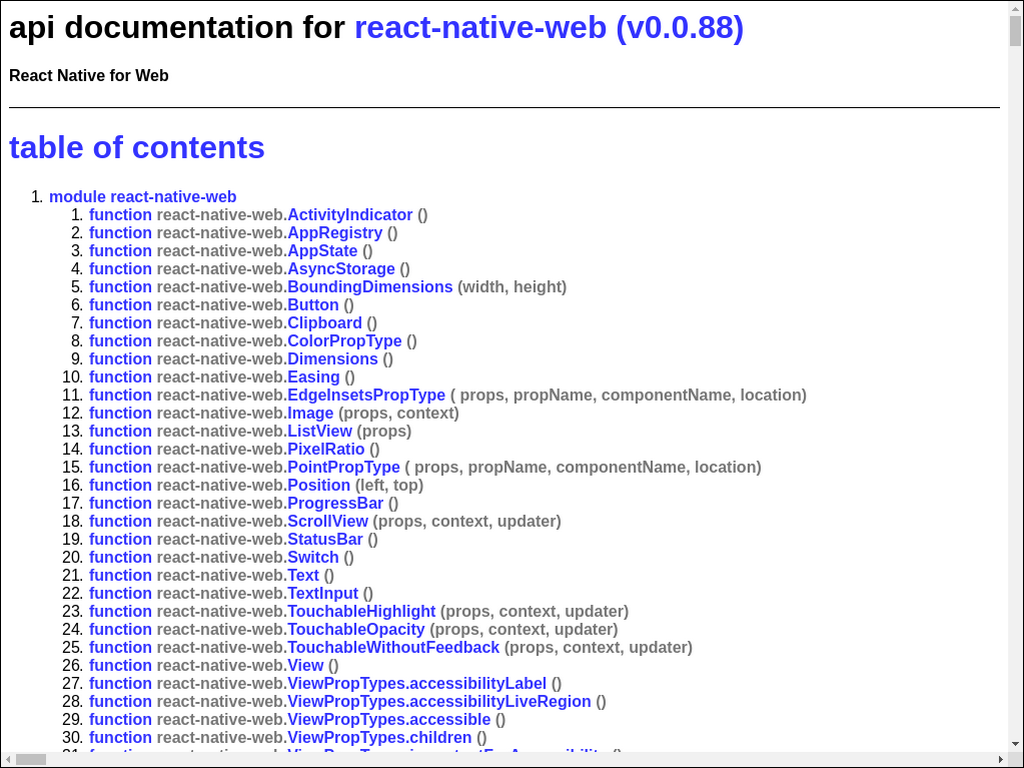 api documentation for react-native-web (v0.0.88)
React Native for Web
table of contents
1. module react-native-web
1. function react-native-web.ActivityIndicator ()
2. function react-native-web.AppRegistry ()
3. function react-native-web.AppState ()
4. function react-native-web.AsyncStorage ()
5. function react-native-web.BoundingDimensions (width, height)
6. function react-native-web.Button ()
7. function react-native-web.Clipboard ()
8. function react-native-web.ColorPropType ()
9. function react-native-web.Dimensions ()
10. function react-native-web.Easing ()
11. function react-native-web.EdgeInsetsPropType ( props, propName, componentName, location)
12. function react-native-web.Image (props, context)
13. function react-native-web.ListView (props)
14. function react-native-web.PixelRatio ()
15. function react-native-web.PointPropType ( props, propName, componentName, location)
16. function react-native-web.Position (left, top)
17. function react-native-web.ProgressBar ()
18. function react-native-web.ScrollView (props, context, updater)
19. function react-native-web.StatusBar ()
20. function react-native-web.Switch ()
21. function react-native-web.Text ()
22. function react-native-web.TextInput ()
23. function react-native-web.TouchableHighlight (props, context, updater)
24. function react-native-web.TouchableOpacity (props, context, updater)
25. function react-native-web.TouchableWithoutFeedback (props, context, updater)
26. function react-native-web.View ()
27. function react-native-web.ViewPropTypes.accessibilityLabel ()
28. function react-native-web.ViewPropTypes.accessibilityLiveRegion ()
29. function react-native-web.ViewPropTypes.accessible ()
30. function react-native-web.ViewPropTypes.children ()